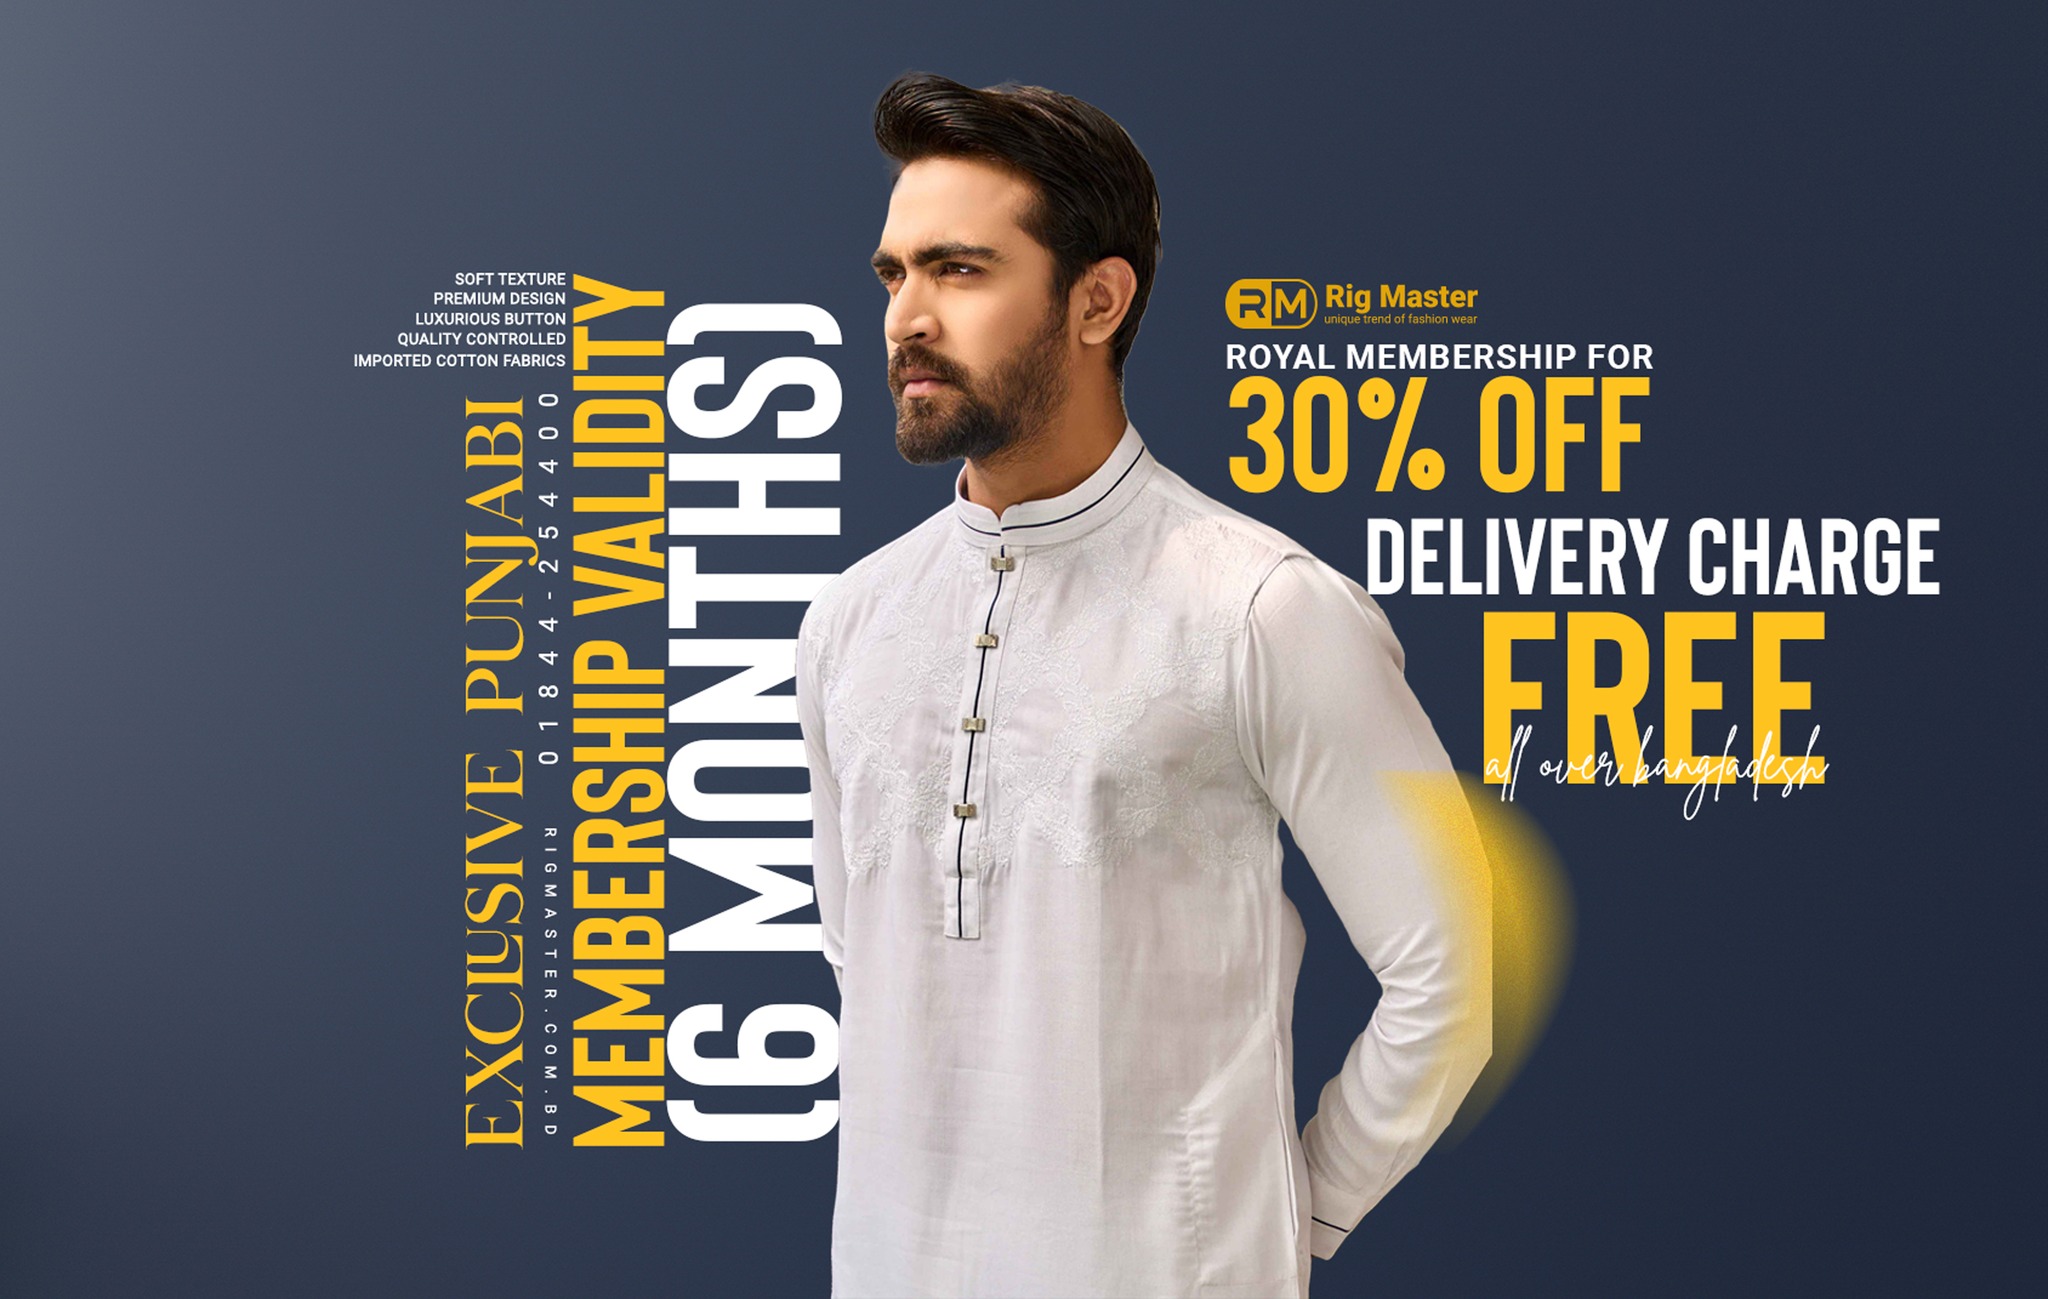 SOFT TEXTURE
PREMIUM DESIGN
LUXURIOUS BUTTON
QUALITY CONTROLLED
IMPORTED COTTON FABRICS
EXCLUSIVE PUNJABI
RIGMASTER.COM.BD 01844-254400
MEMBERSHIP VALIDITY
(6 MONTHS)
RM Rig Master
unique trend of fashion wear
ROYAL MEMBERSHIP FOR
30% OFF
DELIVERY CHARGE
FREE
all over bangladesh